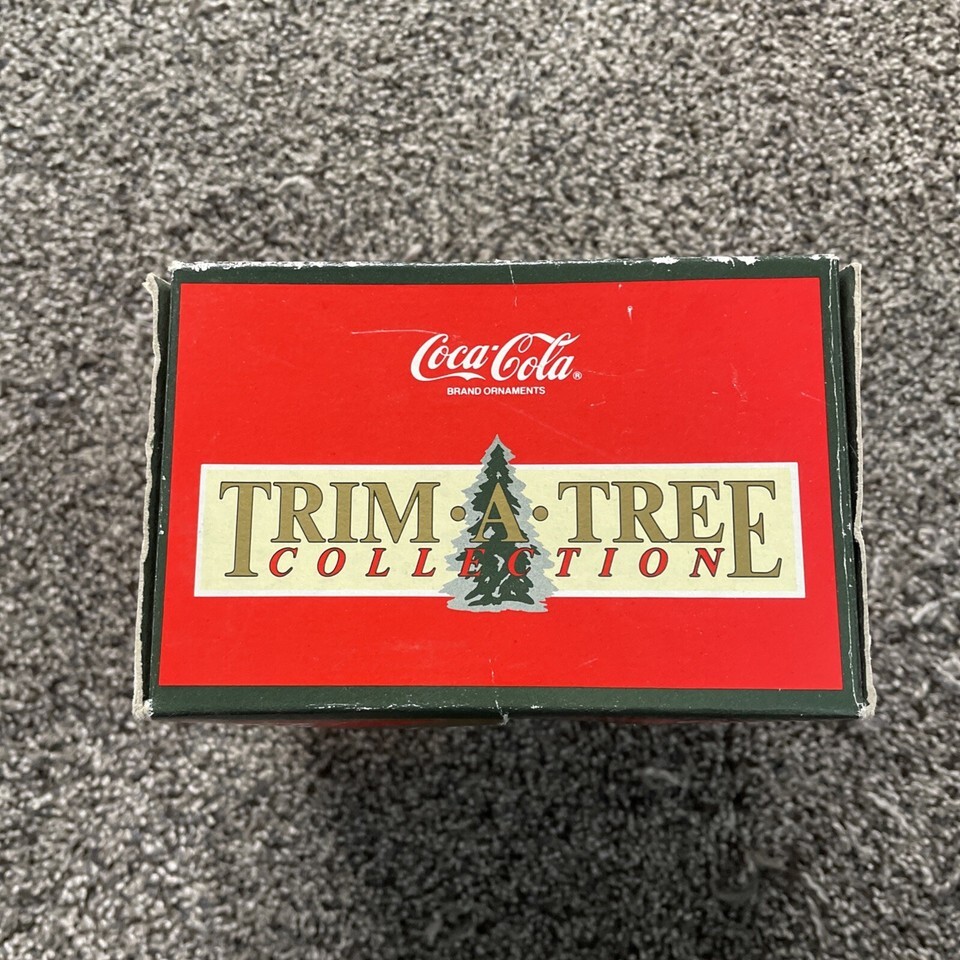 Coca-Cola®
BRAND ORNAMENTS
TRIM·A·TREE
COLLECTION